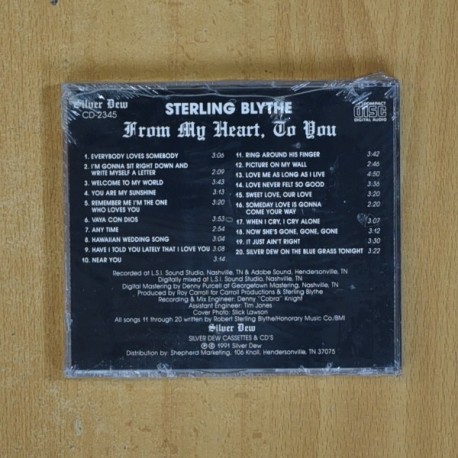 Silver Dew
CD-2345
STERLING BLYTHE
From My Heart, To You
COMPACT
disc
DIGITAL AUDIO
1. EVERYBODY LOVES SOMEBODY 3:06
2. I'M GONNA SIT RIGHT DOWN AND
WRITE MYSELF A LETTER 2:09
3. WELCOME TO MY WORLD 3:43
4. YOU ARE MY SUNSHINE 3:13
5. REMEMBER ME I'M THE ONE
WHO LOVES YOU 3:20
6. VAYA CON DIOS 3:53
7. ANY TIME 2:54
8. HAWAIIAN WEDDING SONG 3:04
9. HAVE I TOLD YOU LATELY THAT I LOVE YOU 3:08
10. NEAR YOU 3:14
11. RING AROUND HIS FINGER 3:42
12. PICTURE ON MY WALL 2:46
13. LOVE ME AS LONG AS I LIVE 4:50
14. LOVE NEVER FELT SO GOOD 3:36
15. SWEET LOVE, OUR LOVE 2:20
16. SOMEDAY LOVE IS GONNA
COME YOUR WAY 2:20
17. WHEN I CRY, I CRY ALONE 3:07
18. NOW SHE'S GONE, GONE, GONE 3:12
19. IT JUST AIN'T RIGHT 3:30
20. SILVER DEW ON THE BLUE GRASS TONIGHT 3:22
Recorded at L.S.I. Sound Studio, Nashville, TN & Adobe Sound, Hendersonville, TN
Digitally mixed at L.S.I. Sound Studio, Nashville, TN
Digital Mastering by Denny Purcell of Georgetown Mastering, Nashville, TN
Produced by Roy Carroll for Carroll Productions & Sterling Blythe
Recording & Mix Engineer: Denny "Cobra" Knight
Assistant Engineer: Tim Jones
Cover Photo: Slick Lawson
All songs 11 through 20 written by Robert Sterling Blythe/Honorary Music Co./BMI
Silver Dew
SILVER DEW CASSETTES & CD'S
℗ © 1991 Silver Dew
Distribution by: Shepherd Marketing, 106 Knoll, Hendersonville, TN 37075